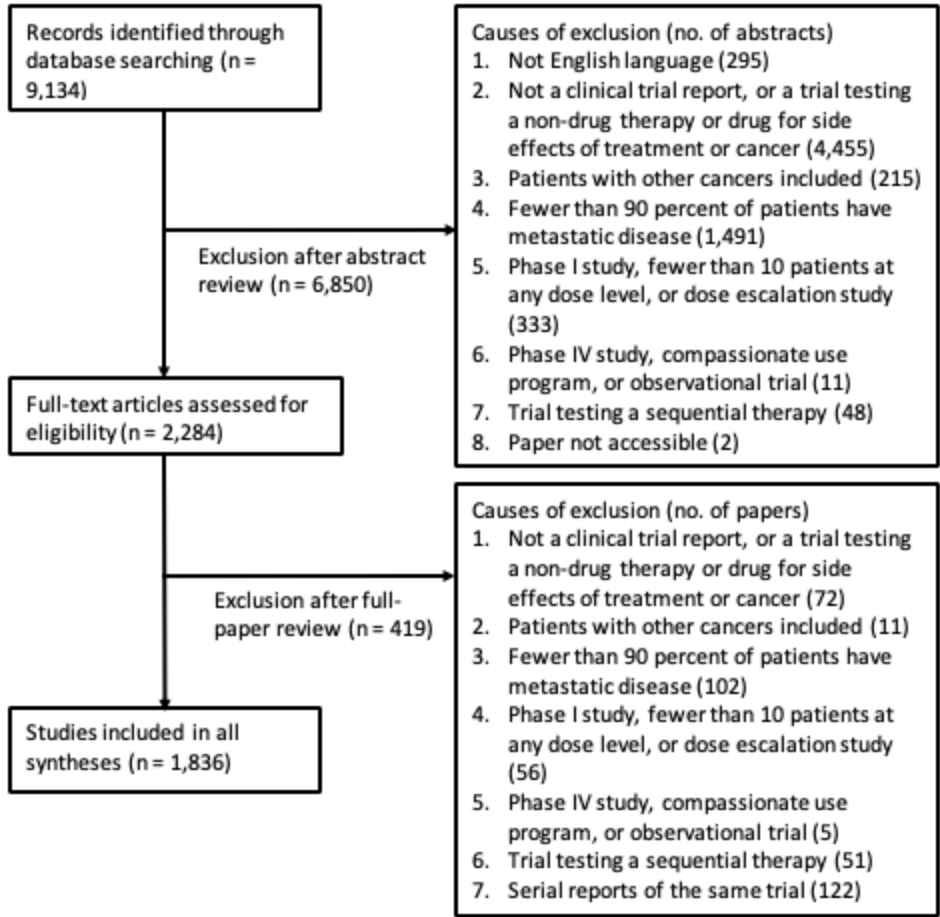 Records identified through
database searching (n =
9,134)
Causes of exclusion (no. of abstracts)
1. Not English language (295)
2. Not a clinical trial report, or a trial testing
a non-drug therapy or drug for side
effects of treatment or cancer (4,455)
3. Patients with other cancers included (215)
4. Fewer than 90 percent of patients have
metastatic disease (1,491)
5. Phase I study, fewer than 10 patients at
any dose level, or dose escalation study
(333)
6. Phase IV study, compassionate use
program, or observational trial (11)
7. Trial testing a sequential therapy (48)
8. Paper not accessible (2)
Exclusion after abstract
review (n = 6,850)
Full-text articles assessed for
eligibility (n = 2,284)
Causes of exclusion (no. of papers)
1. Not a clinical trial report, or a trial testing
a non-drug therapy or drug for side
effects of treatment or cancer (72)
2. Patients with other cancers included (11)
3. Fewer than 90 percent of patients have
metastatic disease (102)
4. Phase I study, fewer than 10 patients at
any dose level, or dose escalation study
(56)
5. Phase IV study, compassionate use
program, or observational trial (5)
6. Trial testing a sequential therapy (51)
7. Serial reports of the same trial (122)
Exclusion after full-
paper review (n = 419)
Studies included in all
syntheses (n = 1,836)